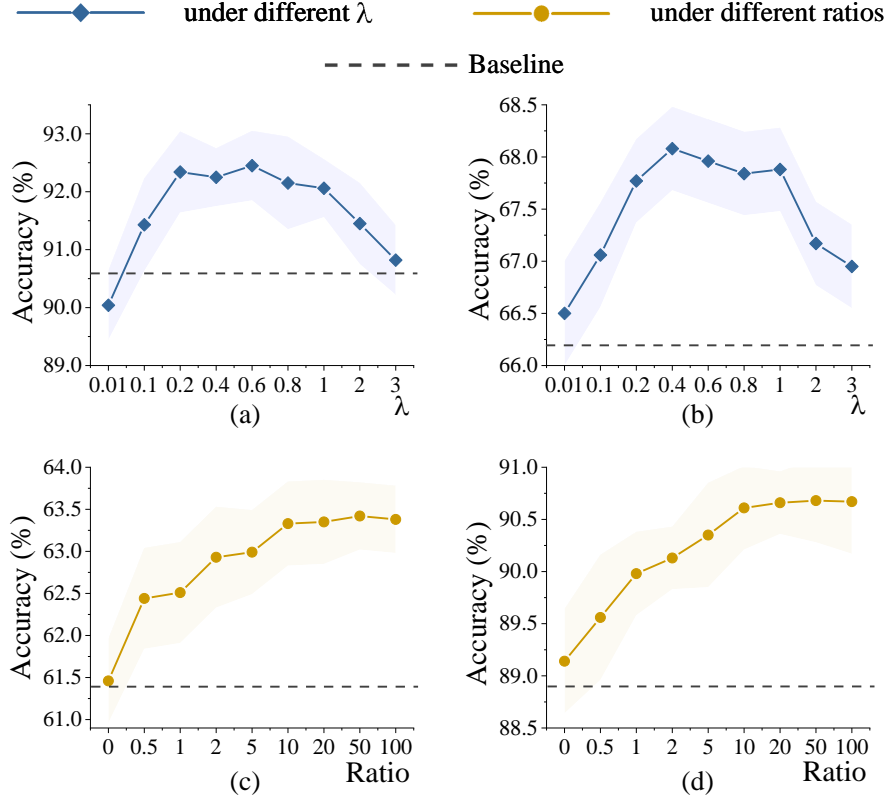 under different λ under different ratios
Baseline
Accuracy (%)
93.0
92.0
91.0
90.0
89.0
0.01 0.1 0.2 0.4 0.6 0.8 1 2 3
λ
(a)
Accuracy (%)
68.5
68.0
67.5
67.0
66.5
66.0
0.01 0.1 0.2 0.4 0.6 0.8 1 2 3
λ
(b)
Accuracy (%)
64.0
63.5
63.0
62.5
62.0
61.5
61.0
0 0.5 1 2 5 10 20 50 100
Ratio
(c)
Accuracy (%)
91.0
90.5
90.0
89.5
89.0
88.5
0 0.5 1 2 5 10 20 50 100
Ratio
(d)